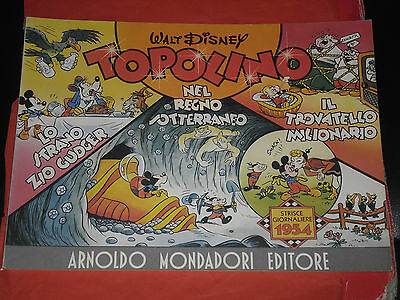 WALT DISNEY
TOPOLINO
LO
STRANO
ZIO GUDGER
NEL
REGNO
SOTTERRANEO
IL
TROVATELLO
MILIONARIO
STRISCE
GIORNALIERE
1954
ARNOLDO MONDADORI EDITORE